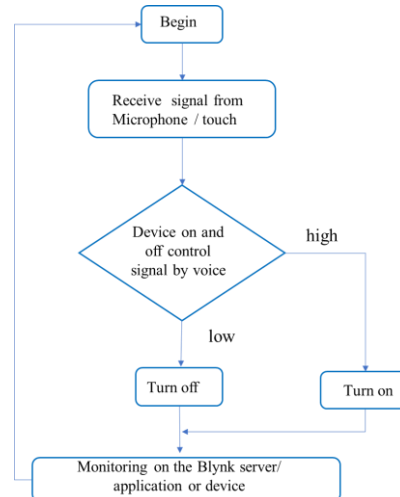 Begin
Receive signal from
Microphone / touch
Device on and
off control
signal by voice
high
low
Turn off
Turn on
Monitoring on the Blynk server/
application or device